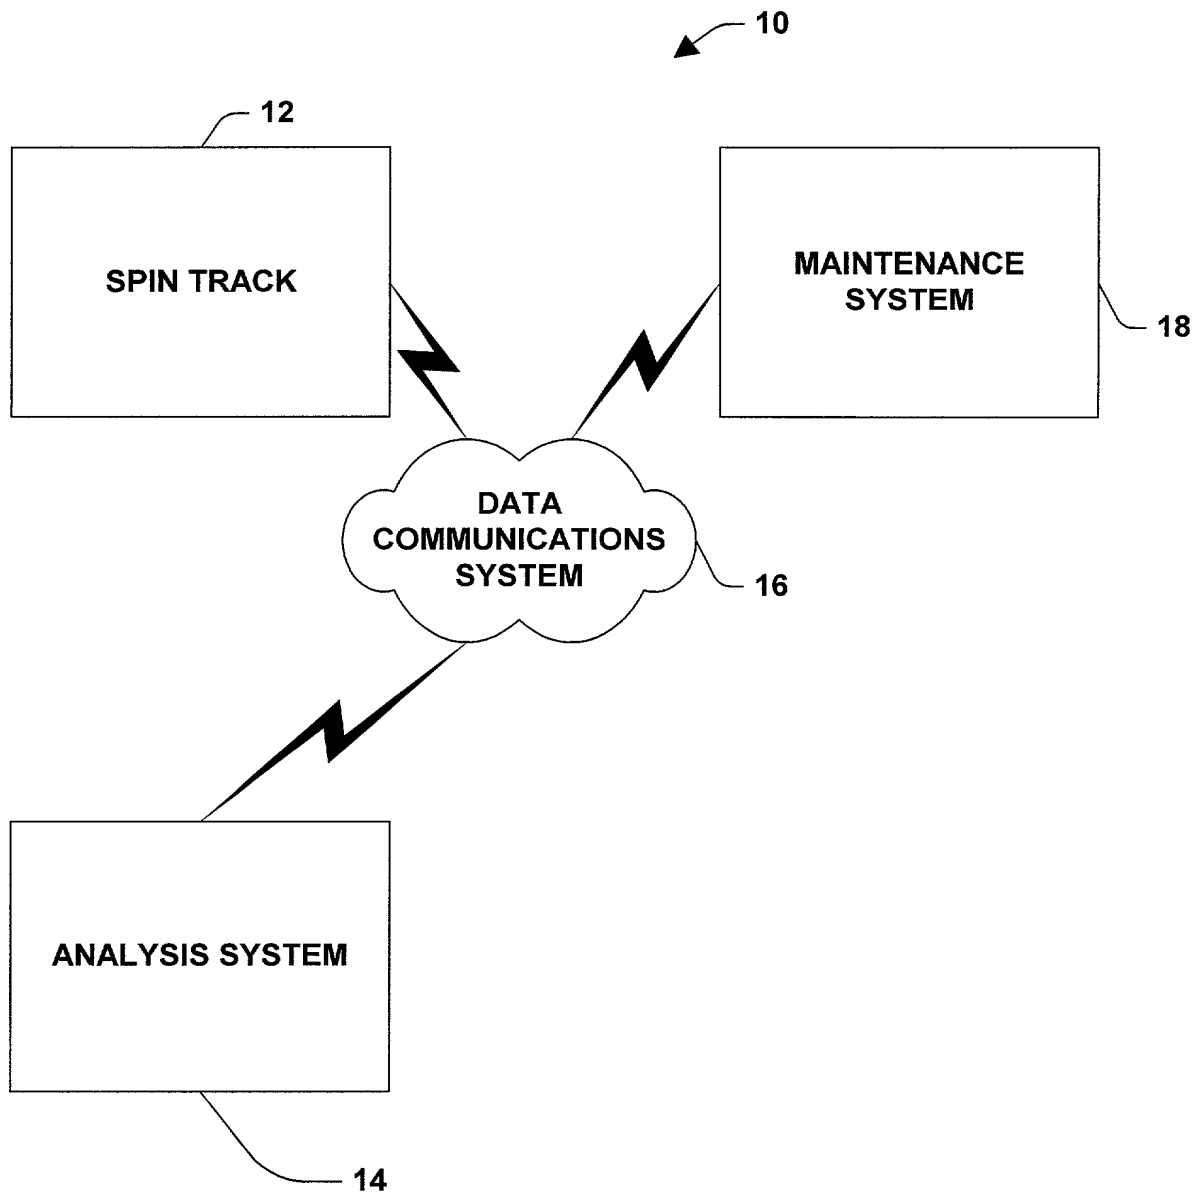 10
12
SPIN TRACK
MAINTENANCE
SYSTEM
18
DATA
COMMUNICATIONS
SYSTEM
16
ANALYSIS SYSTEM
14